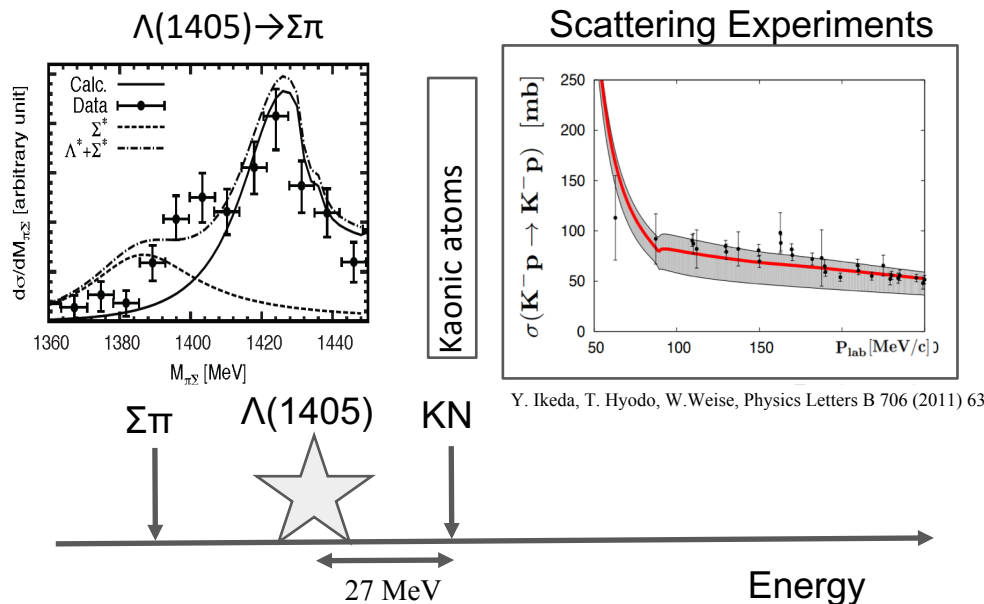 Λ(1405)→Σπ
Scattering Experiments
Calc.
Data
Σ*
Λ*+Σ*
dσ/dM_πΣ [arbitrary unit]
1360 1380 1400 1420 1440
M_πΣ [MeV]
Kaonic atoms
σ(K⁻p → K⁻p) [mb]
250
200
150
100
50
0
50 100 150 0
P_lab [MeV/c]
Y. Ikeda, T. Hyodo, W.Weise, Physics Letters B 706 (2011) 63
Σπ
Λ(1405)
KN
27 MeV
Energy